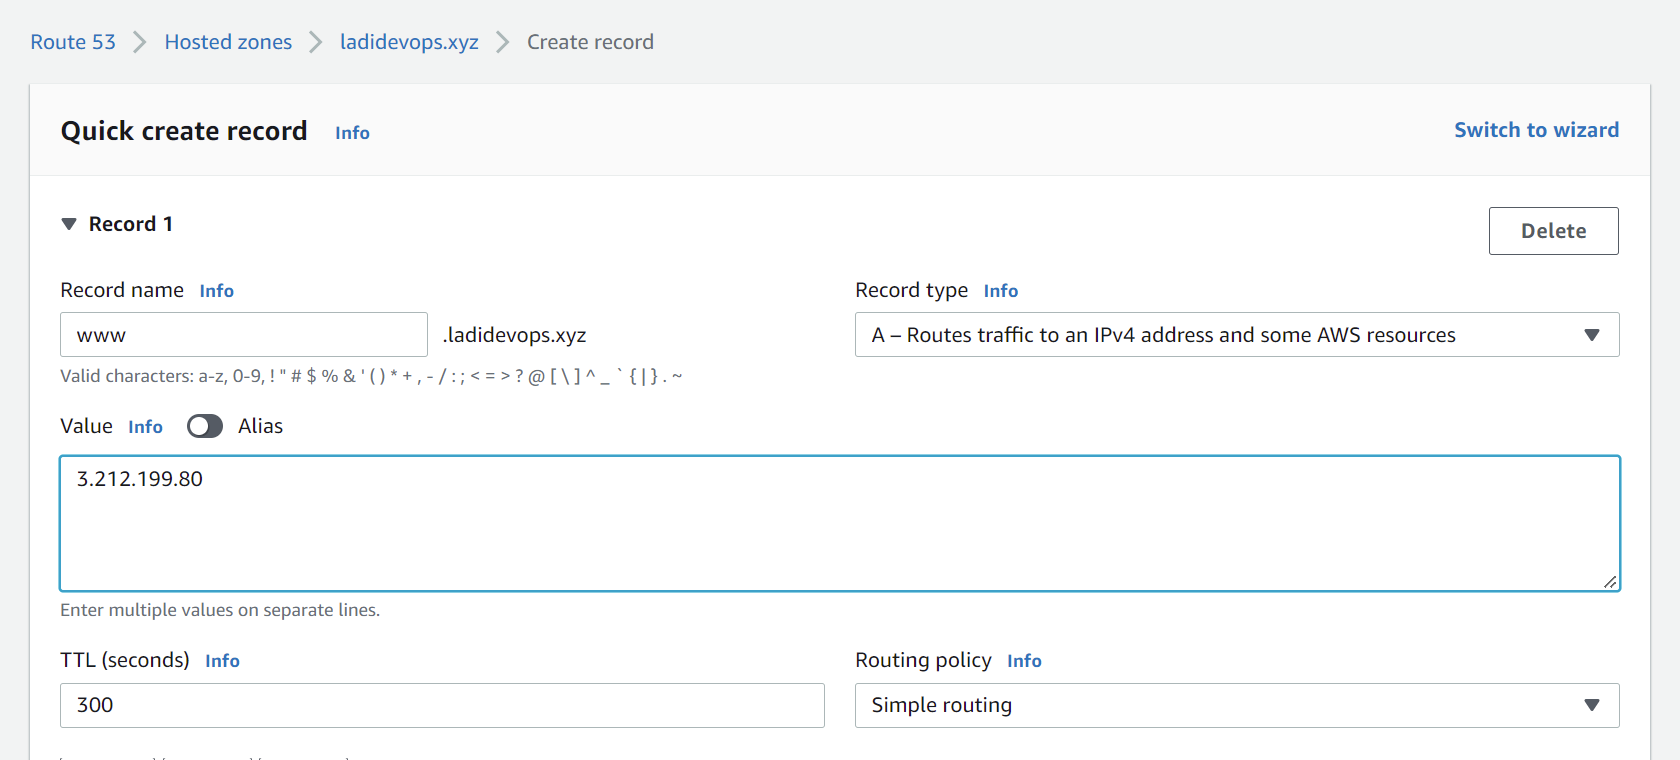 Route 53 Hosted zones ladidevops.xyz Create record
Quick create record Info Switch to wizard
Record 1
Delete
Record name Info Record type Info
www .ladidevops.xyz A – Routes traffic to an IPv4 address and some AWS resources
Valid characters: a-z, 0-9, ! " # $ % & ' ( ) * + , - / : ; < = > ? @ [ \ ] ^ _ ` { | } . ~
Value Info Alias
3.212.199.80
Enter multiple values on separate lines.
TTL (seconds) Info Routing policy Info
300 Simple routing